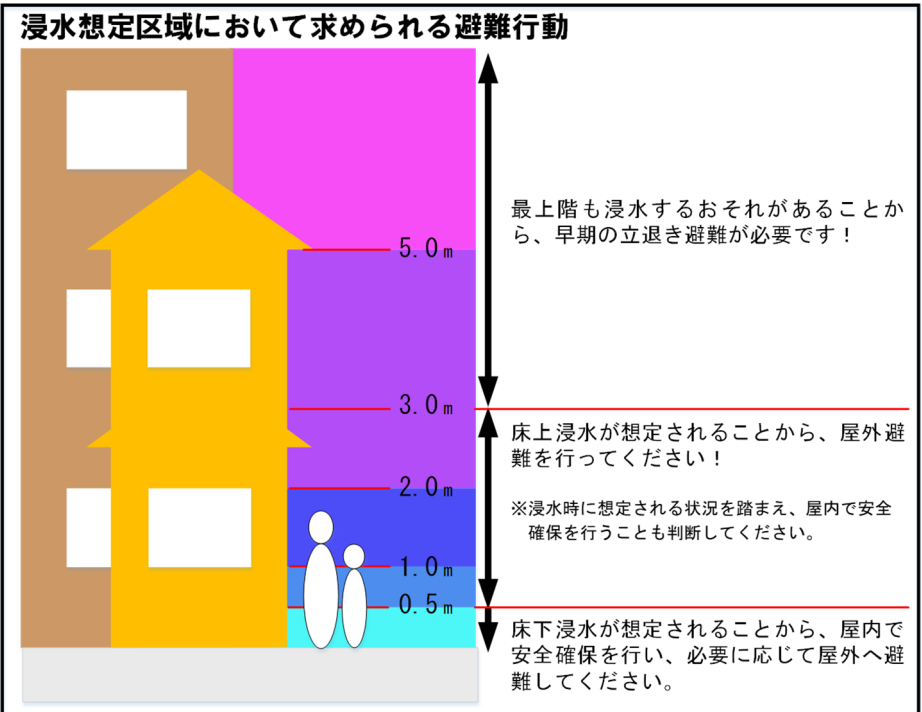 浸水想定区域において求められる避難行動
最上階も浸水するおそれがあることか
ら、早期の立退き避難が必要です！
5.0m
3.0m
床上浸水が想定されることから、屋外避
難を行ってください！
2.0m
※浸水時に想定される状況を踏まえ、屋内で安全
確保を行うことも判断してください。
1.0m
0.5m
床下浸水が想定されることから、屋内で
安全確保を行い、必要に応じて屋外へ避
難してください。